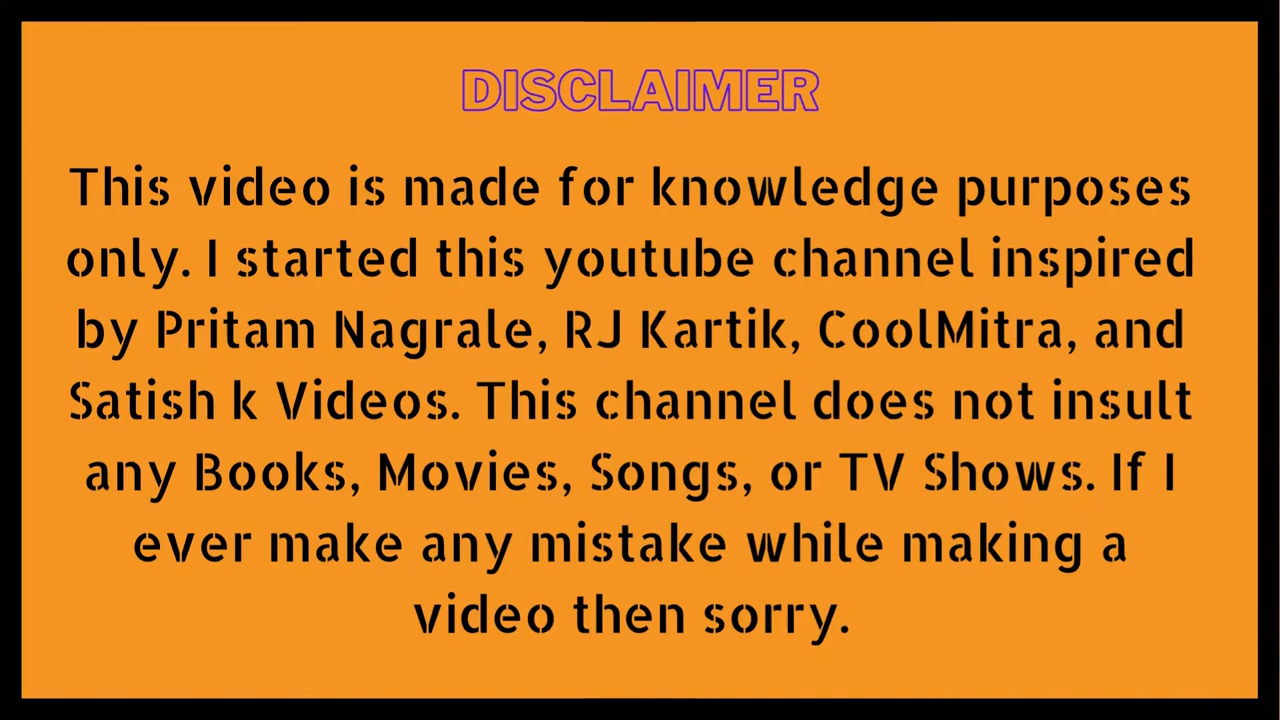 DISCLAIMER
This video is made for knowledge purposes
only. I started this youtube channel inspired
by Pritam Nagrale, RJ Kartik, CoolMitra, and
Satish k Videos. This channel does not insult
any Books, Movies, Songs, or TV Shows. If I
ever make any mistake while making a
video then sorry.